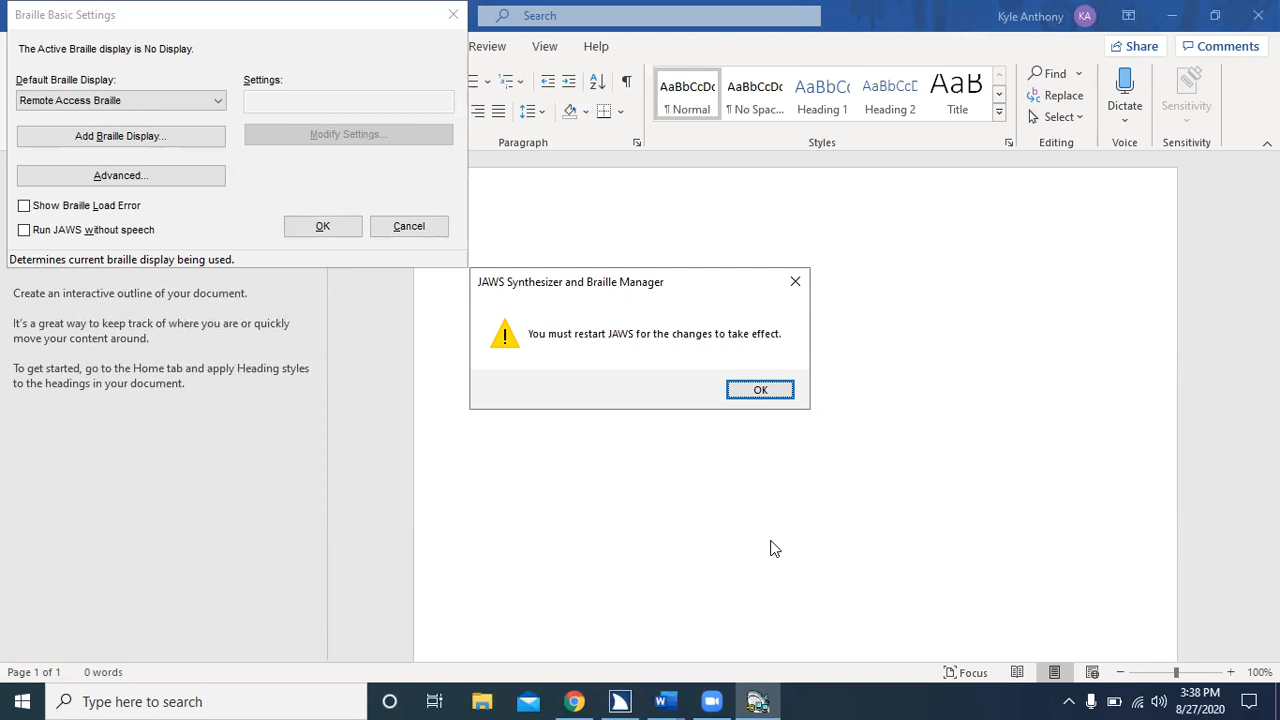 Braille Basic Settings
Search
Kyle Anthony
KA
The Active Braille display is No Display.
Review
View
Help
Share
Comments
Default Braille Display:
Settings:
Remote Access Braille
Add Braille Display...
Modify Settings...
Advanced...
Show Braille Load Error
Run JAWS without speech
OK
Cancel
Determines current braille display being used.
AaBbCcDc
AaBbCcDc
AaBbCc
AaBbCcD
AaB
¶ Normal
¶ No Spac...
Heading 1
Heading 2
Title
Find
Replace
Select
Dictate
Sensitivity
Paragraph
Styles
Editing
Voice
Sensitivity
Create an interactive outline of your document.
It's a great way to keep track of where you are or quickly
move your content around.
To get started, go to the Home tab and apply Heading styles
to the headings in your document.
JAWS Synthesizer and Braille Manager
You must restart JAWS for the changes to take effect.
OK
Page 1 of 1
0 words
Focus
100%
Type here to search
3:38 PM
8/27/2020